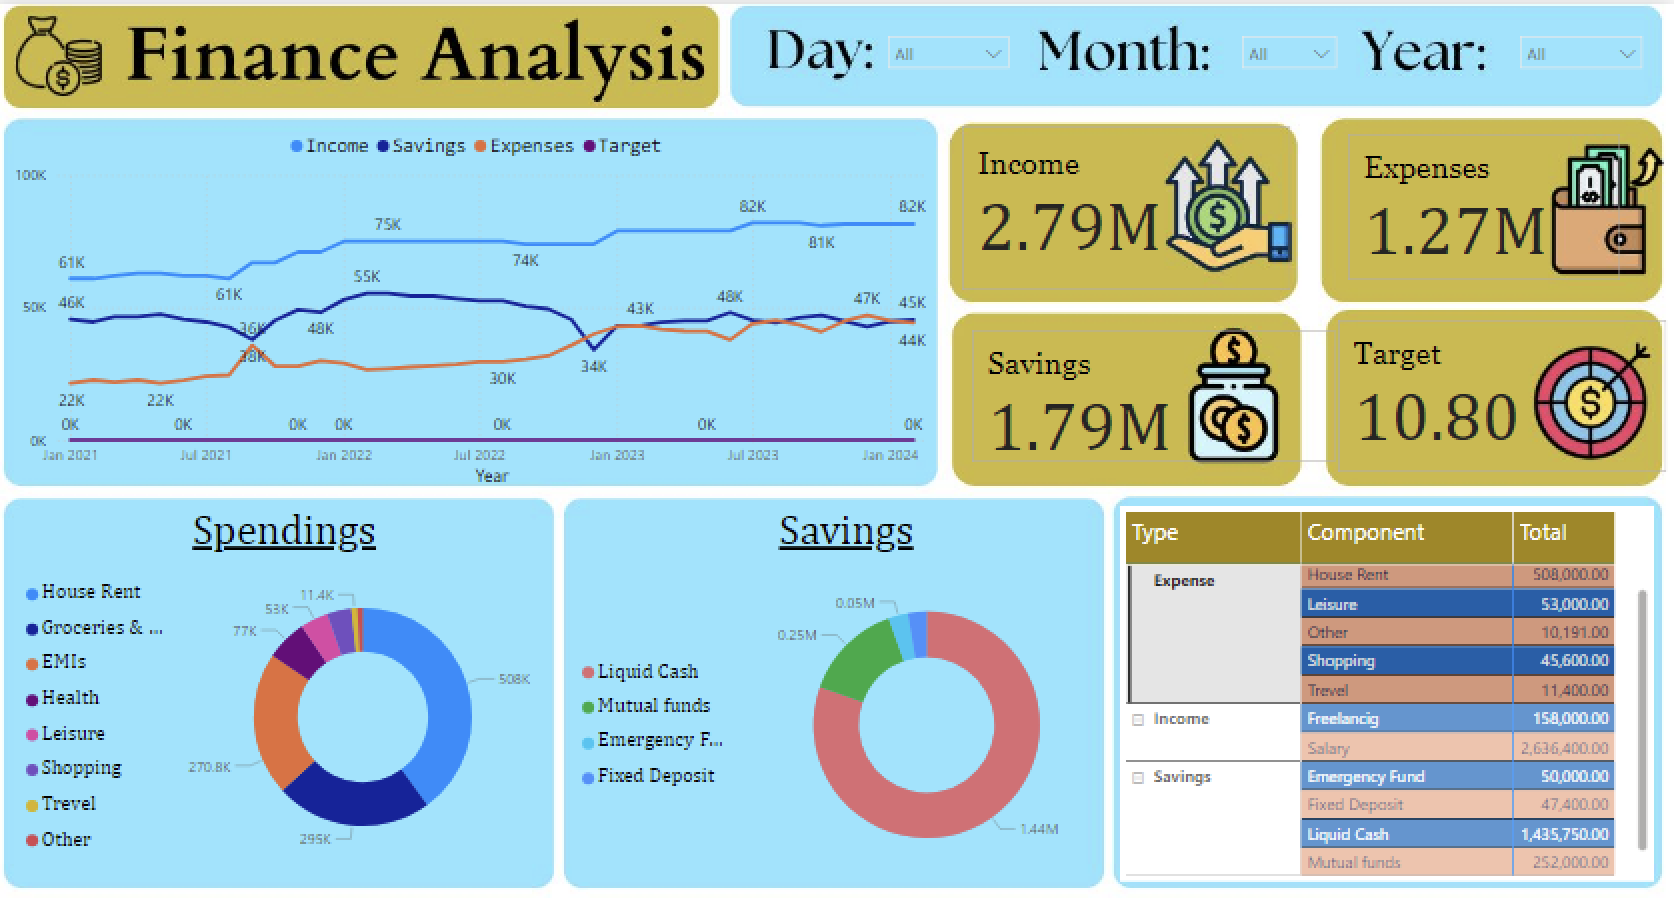 Finance Analysis
Day: All Month: All Year: All
Income Savings Expenses Target
100K
50K
0K
61K
61K
75K
74K
82K
81K
82K
46K
36K
48K
55K
34K
43K
48K
47K
45K
22K
22K
38K
30K
44K
0K 0K 0K 0K 0K 0K 0K
Jan 2021 Jul 2021 Jan 2022 Jul 2022 Jan 2023 Jul 2023 Jan 2024
Year
Income
2.79M
Expenses
1.27M
Savings
1.79M
Target
10.80
Spendings
House Rent
Groceries & ...
EMIs
Health
Leisure
Shopping
Trevel
Other
11.4K
53K
77K
270.8K
295K
508K
Savings
Liquid Cash
Mutual funds
Emergency F...
Fixed Deposit
0.05M
0.25M
1.44M
Type Component Total
Expense House Rent 508,000.00
Leisure 53,000.00
Other 10,191.00
Shopping 45,600.00
Trevel 11,400.00
Income Freelancig 158,000.00
Salary 2,636,400.00
Savings Emergency Fund 50,000.00
Fixed Deposit 47,400.00
Liquid Cash 1,435,750.00
Mutual funds 252,000.00